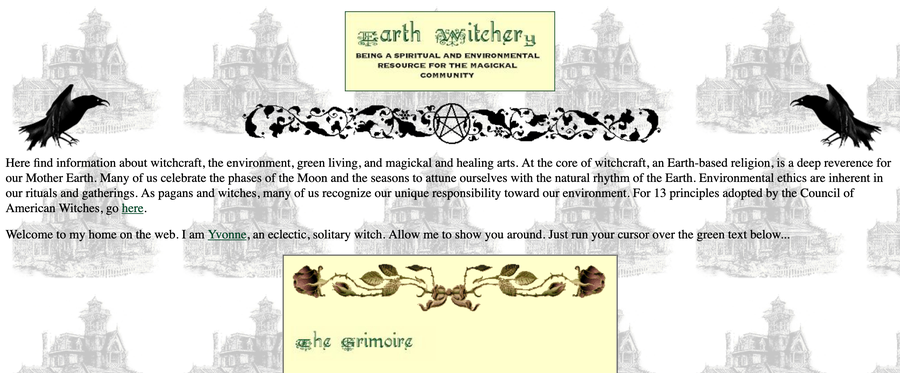 Earth Witchery
BEING A SPIRITUAL AND ENVIRONMENTAL
RESOURCE FOR THE MAGICKAL
COMMUNITY
Here find information about witchcraft, the environment, green living, and magickal and healing arts. At the core of witchcraft, an Earth-based religion, is a deep reverence for
our Mother Earth. Many of us celebrate the phases of the Moon and the seasons to attune ourselves with the natural rhythm of the Earth. Environmental ethics are inherent in
our rituals and gatherings. As pagans and witches, many of us recognize our unique responsibility toward our environment. For 13 principles adopted by the Council of
American Witches, go here.
Welcome to my home on the web. I am Yvonne, an eclectic, solitary witch. Allow me to show you around. Just run your cursor over the green text below...
The Grimoire